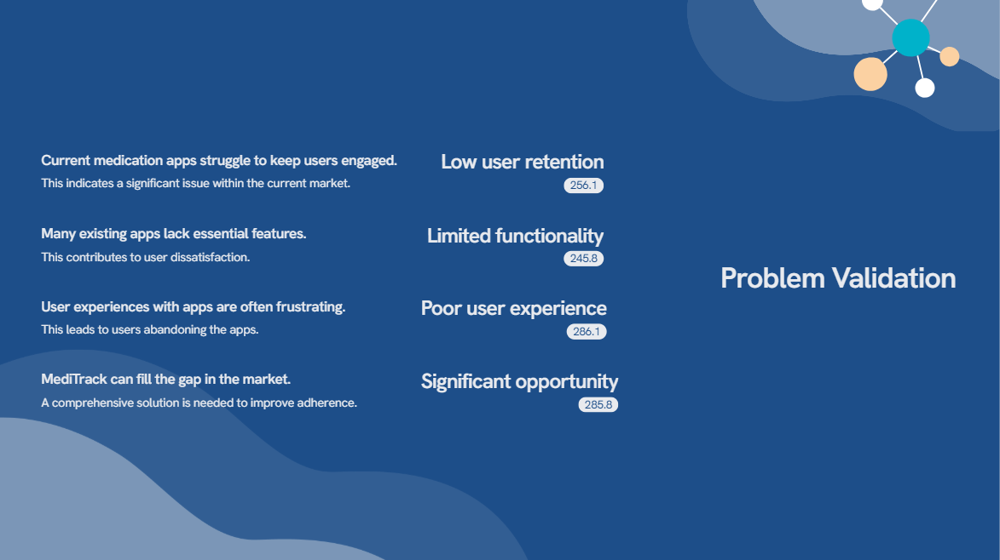 Current medication apps struggle to keep users engaged.
This indicates a significant issue within the current market.
Low user retention
256.1
Many existing apps lack essential features.
This contributes to user dissatisfaction.
Limited functionality
245.8
User experiences with apps are often frustrating.
This leads to users abandoning the apps.
Poor user experience
286.1
MediTrack can fill the gap in the market.
A comprehensive solution is needed to improve adherence.
Significant opportunity
285.8
Problem Validation